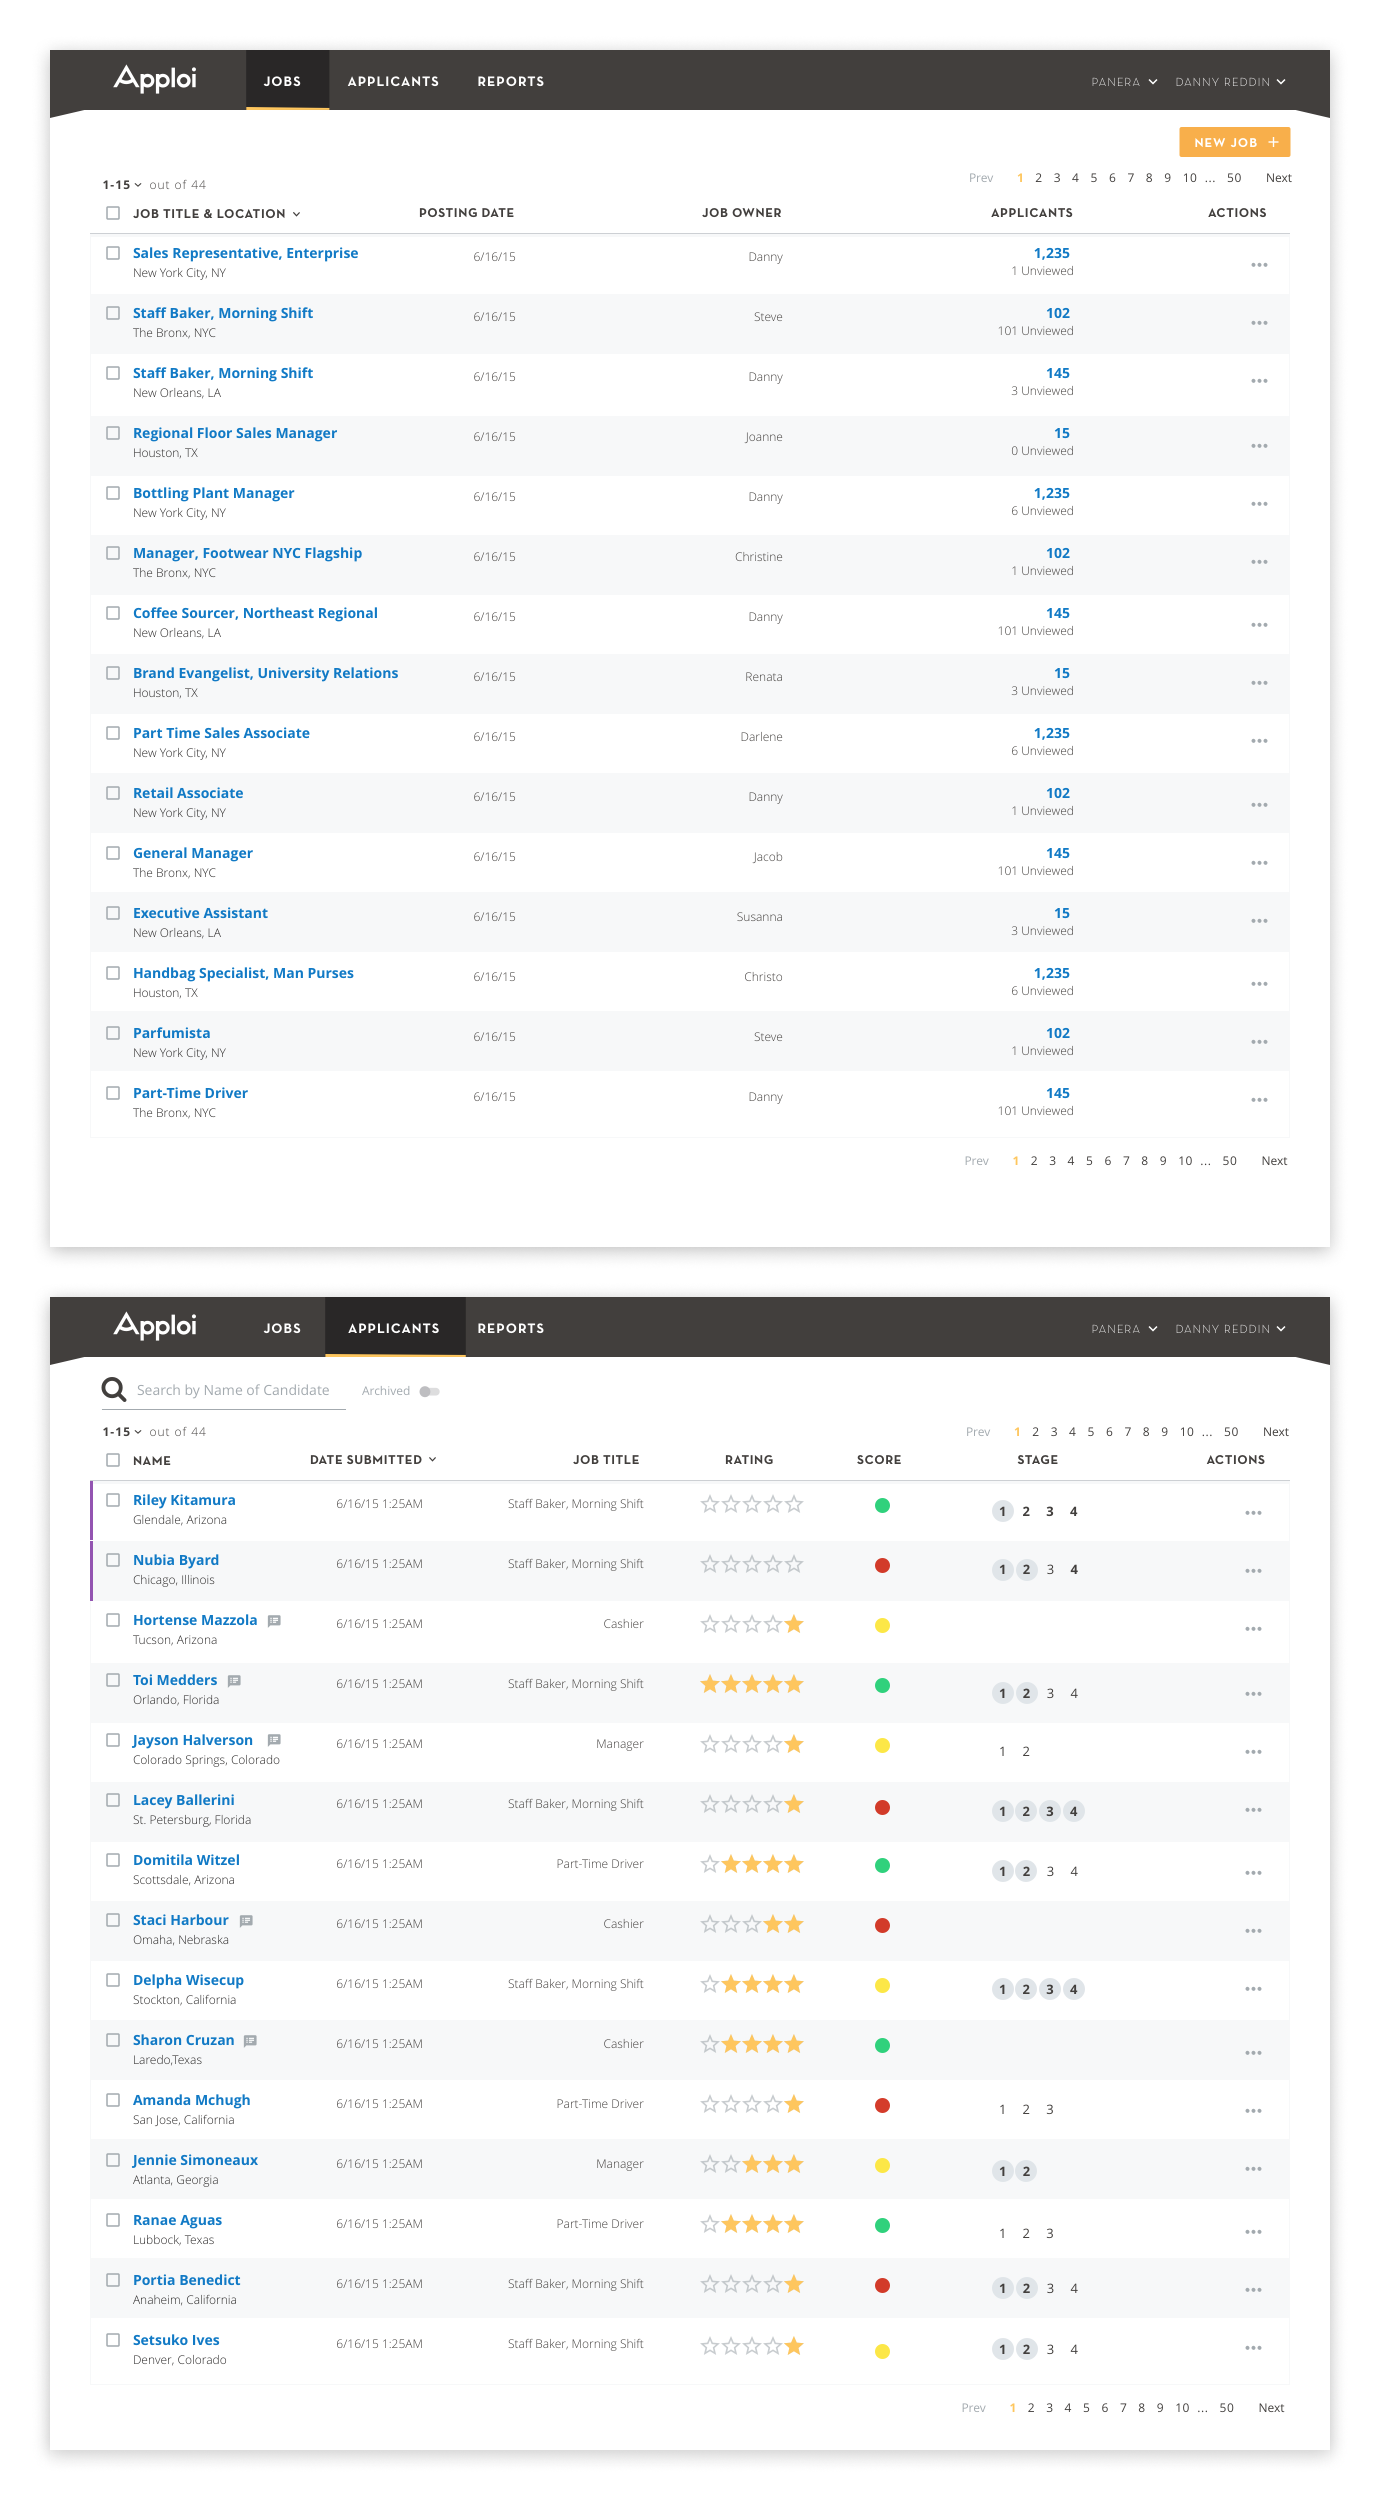 Apploi JOBS APPLICANTS REPORTS PANERA DANNY REDDIN
NEW JOB +
1-15 out of 44 Prev 1 2 3 4 5 6 7 8 9 10 ... 50 Next
JOB TITLE & LOCATION POSTING DATE JOB OWNER APPLICANTS ACTIONS
Sales Representative, Enterprise 6/16/15 Danny 1,235
New York City, NY 1 Unviewed
Staff Baker, Morning Shift 6/16/15 Steve 102
The Bronx, NYC 101 Unviewed
Staff Baker, Morning Shift 6/16/15 Danny 145
New Orleans, LA 3 Unviewed
Regional Floor Sales Manager 6/16/15 Joanne 15
Houston, TX 0 Unviewed
Bottling Plant Manager 6/16/15 Danny 1,235
New York City, NY 6 Unviewed
Manager, Footwear NYC Flagship 6/16/15 Christine 102
The Bronx, NYC 1 Unviewed
Coffee Sourcer, Northeast Regional 6/16/15 Danny 145
New Orleans, LA 101 Unviewed
Brand Evangelist, University Relations 6/16/15 Renata 15
Houston, TX 3 Unviewed
Part Time Sales Associate 6/16/15 Darlene 1,235
New York City, NY 6 Unviewed
Retail Associate 6/16/15 Danny 102
New York City, NY 1 Unviewed
General Manager 6/16/15 Jacob 145
The Bronx, NYC 101 Unviewed
Executive Assistant 6/16/15 Susanna 15
New Orleans, LA 3 Unviewed
Handbag Specialist, Man Purses 6/16/15 Christo 1,235
Houston, TX 6 Unviewed
Parfumista 6/16/15 Steve 102
New York City, NY 1 Unviewed
Part-Time Driver 6/16/15 Danny 145
The Bronx, NYC 101 Unviewed
Prev 1 2 3 4 5 6 7 8 9 10 ... 50 Next
Apploi JOBS APPLICANTS REPORTS PANERA DANNY REDDIN
Search by Name of Candidate Archived
1-15 out of 44 Prev 1 2 3 4 5 6 7 8 9 10 ... 50 Next
NAME DATE SUBMITTED JOB TITLE RATING SCORE STAGE ACTIONS
Riley Kitamura 6/16/15 1:25AM Staff Baker, Morning Shift 1 2 3 4
Glendale, Arizona
Nubia Byard 6/16/15 1:25AM Staff Baker, Morning Shift 1 2 3 4
Chicago, Illinois
Hortense Mazzola 6/16/15 1:25AM Cashier
Tucson, Arizona
Toi Medders 6/16/15 1:25AM Staff Baker, Morning Shift 1 2 3 4
Orlando, Florida
Jayson Halverson 6/16/15 1:25AM Manager 1 2
Colorado Springs, Colorado
Lacey Ballerini 6/16/15 1:25AM Staff Baker, Morning Shift 1 2 3 4
St. Petersburg, Florida
Domitila Witzel 6/16/15 1:25AM Part-Time Driver 1 2 3 4
Scottsdale, Arizona
Staci Harbour 6/16/15 1:25AM Cashier
Omaha, Nebraska
Delpha Wisecup 6/16/15 1:25AM Staff Baker, Morning Shift 1 2 3 4
Stockton, California
Sharon Cruzan 6/16/15 1:25AM Cashier
Laredo,Texas
Amanda Mchugh 6/16/15 1:25AM Part-Time Driver 1 2 3
San Jose, California
Jennie Simoneaux 6/16/15 1:25AM Manager 1 2
Atlanta, Georgia
Ranae Aguas 6/16/15 1:25AM Part-Time Driver 1 2 3
Lubbock, Texas
Portia Benedict 6/16/15 1:25AM Staff Baker, Morning Shift 1 2 3 4
Anaheim, California
Setsuko Ives 6/16/15 1:25AM Staff Baker, Morning Shift 1 2 3 4
Denver, Colorado
Prev 1 2 3 4 5 6 7 8 9 10 ... 50 Next